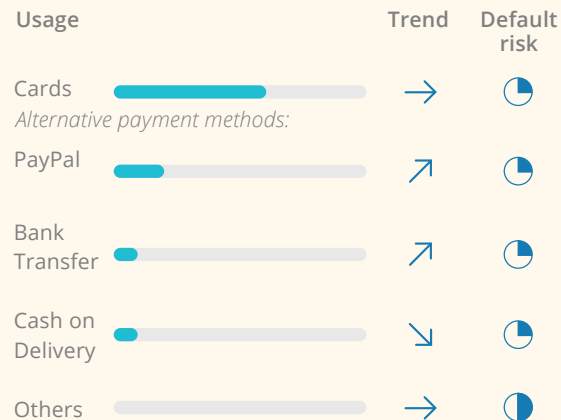 Usage
Trend
Default
risk
Cards
Alternative payment methods:
PayPal
Bank
Transfer
Cash on
Delivery
Others